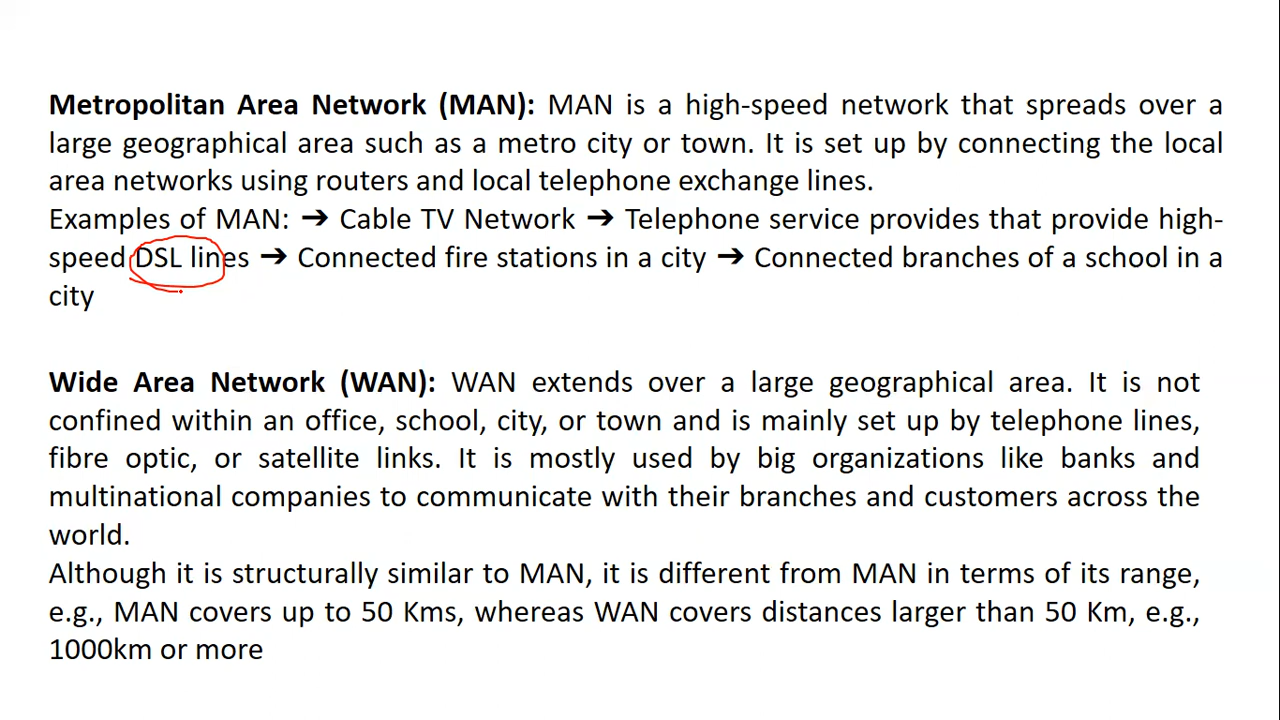 Metropolitan Area Network (MAN): MAN is a high-speed network that spreads over a
large geographical area such as a metro city or town. It is set up by connecting the local
area networks using routers and local telephone exchange lines.
Examples of MAN: ➔ Cable TV Network ➔ Telephone service provides that provide high-
speed DSL lines ➔ Connected fire stations in a city ➔ Connected branches of a school in a
city
Wide Area Network (WAN): WAN extends over a large geographical area. It is not
confined within an office, school, city, or town and is mainly set up by telephone lines,
fibre optic, or satellite links. It is mostly used by big organizations like banks and
multinational companies to communicate with their branches and customers across the
world.
Although it is structurally similar to MAN, it is different from MAN in terms of its range,
e.g., MAN covers up to 50 Kms, whereas WAN covers distances larger than 50 Km, e.g.,
1000km or more